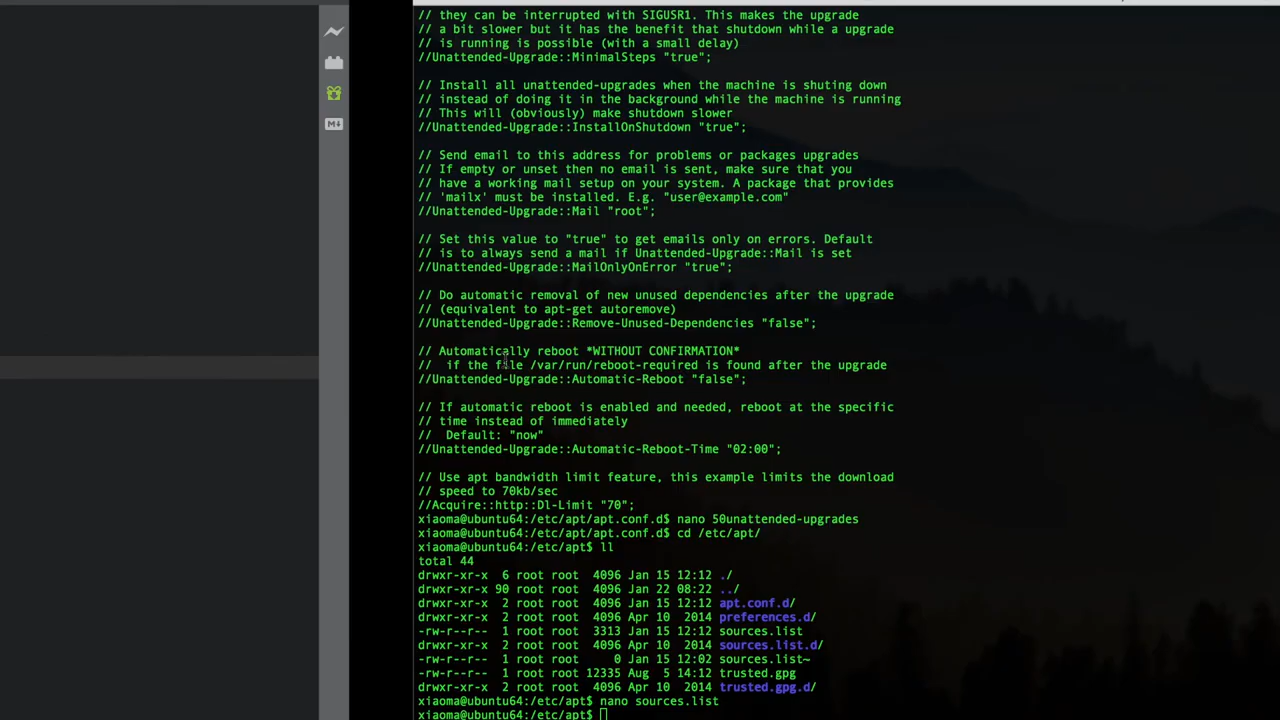 // they can be interrupted with SIGUSR1. This makes the upgrade
// a bit slower but it has the benefit that shutdown while a upgrade
// is running is possible (with a small delay)
//Unattended-Upgrade::MinimalSteps "true";
// Install all unattended-upgrades when the machine is shuting down
// instead of doing it in the background while the machine is running
// This will (obviously) make shutdown slower
//Unattended-Upgrade::InstallOnShutdown "true";
// Send email to this address for problems or packages upgrades
// If empty or unset then no email is sent, make sure that you
// have a working mail setup on your system. A package that provides
// 'mailx' must be installed. E.g. "user@example.com"
//Unattended-Upgrade::Mail "root";
// Set this value to "true" to get emails only on errors. Default
// is to always send a mail if Unattended-Upgrade::Mail is set
//Unattended-Upgrade::MailOnlyOnError "true";
// Do automatic removal of new unused dependencies after the upgrade
// (equivalent to apt-get autoremove)
//Unattended-Upgrade::Remove-Unused-Dependencies "false";
// Automatically reboot *WITHOUT CONFIRMATION*
//  if the file /var/run/reboot-required is found after the upgrade
//Unattended-Upgrade::Automatic-Reboot "false";
// If automatic reboot is enabled and needed, reboot at the specific
// time instead of immediately
//  Default: "now"
//Unattended-Upgrade::Automatic-Reboot-Time "02:00";
// Use apt bandwidth limit feature, this example limits the download
// speed to 70kb/sec
//Acquire::http::Dl-Limit "70";
xiaoma@ubuntu64:/etc/apt/apt.conf.d$ nano 50unattended-upgrades
xiaoma@ubuntu64:/etc/apt/apt.conf.d$ cd /etc/apt/
xiaoma@ubuntu64:/etc/apt$ ll
total 44
drwxr-xr-x  6 root root  4096 Jan 15 12:12 ./
drwxr-xr-x 90 root root  4096 Jan 22 08:22 ../
drwxr-xr-x  2 root root  4096 Jan 15 12:12 apt.conf.d/
drwxr-xr-x  2 root root  4096 Apr 10  2014 preferences.d/
-rw-r--r--  1 root root  3313 Jan 15 12:12 sources.list
drwxr-xr-x  2 root root  4096 Apr 10  2014 sources.list.d/
-rw-r--r--  1 root root     0 Jan 15 12:02 sources.list~
-rw-r--r--  1 root root 12335 Aug  5 14:12 trusted.gpg
drwxr-xr-x  2 root root  4096 Apr 10  2014 trusted.gpg.d/
xiaoma@ubuntu64:/etc/apt$ nano sources.list
xiaoma@ubuntu64:/etc/apt$
M↓